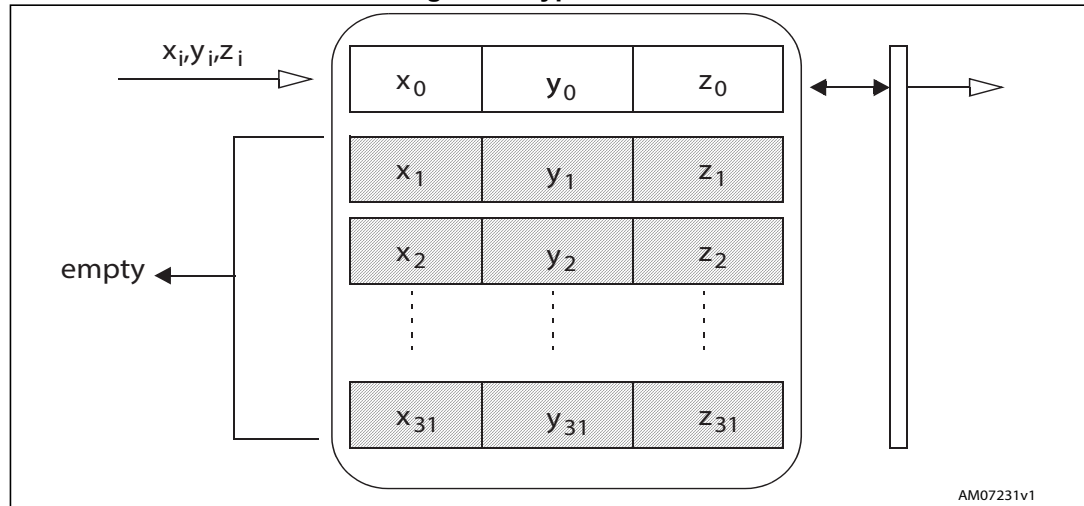 xi,yi,zi
x0 y0 z0
x1 y1 z1
x2 y2 z2
empty
x31 y31 z31
AM07231v1